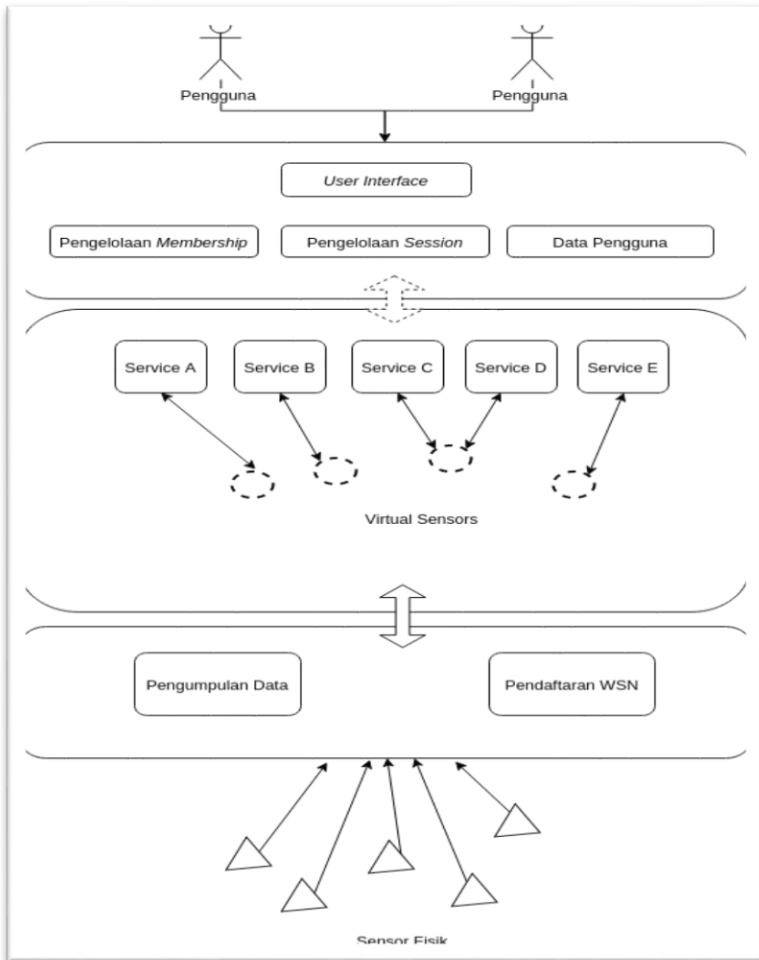 Pengguna
Pengguna
User Interface
Pengelolaan Membership
Pengelolaan Session
Data Pengguna
Service A
Service B
Service C
Service D
Service E
Virtual Sensors
Pengumpulan Data
Pendaftaran WSN
Sensor Fisik